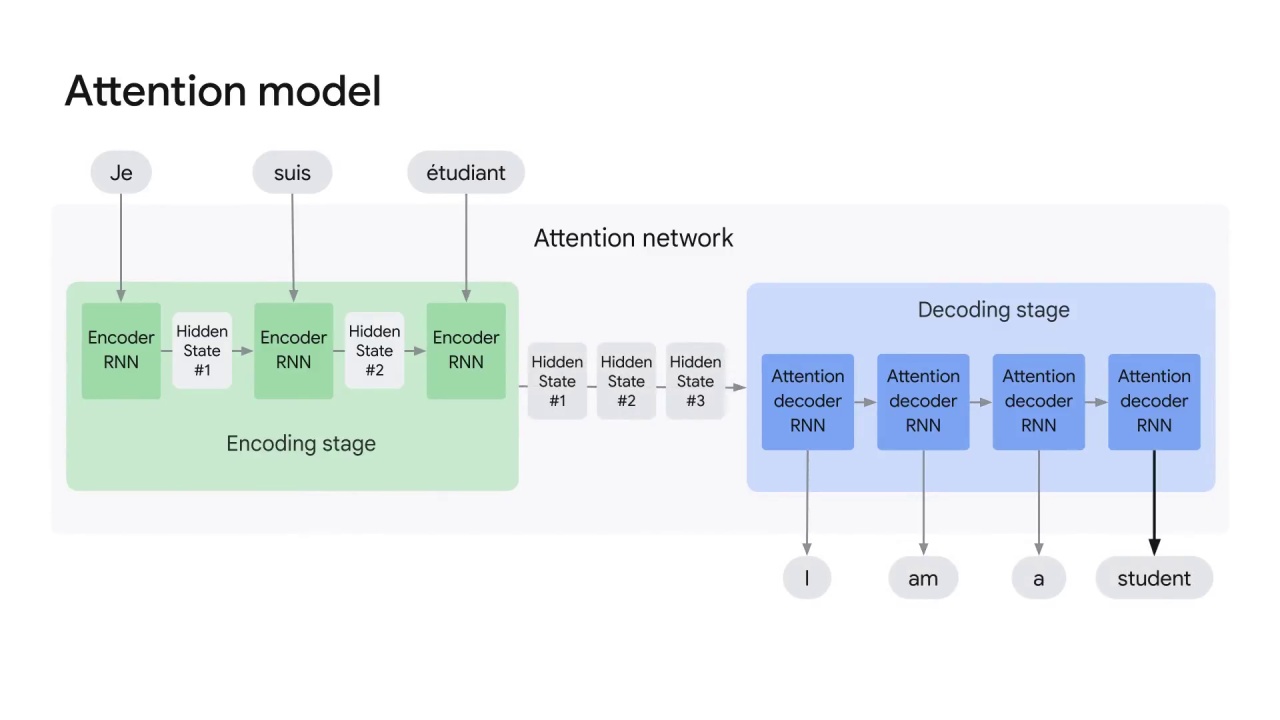 Attention model
Je
suis
étudiant
Attention network
Encoder
RNN
Hidden
State
#1
Encoder
RNN
Hidden
State
#2
Encoder
RNN
Encoding stage
Hidden
State
#1
Hidden
State
#2
Hidden
State
#3
Decoding stage
Attention
decoder
RNN
Attention
decoder
RNN
Attention
decoder
RNN
Attention
decoder
RNN
I
am
a
student